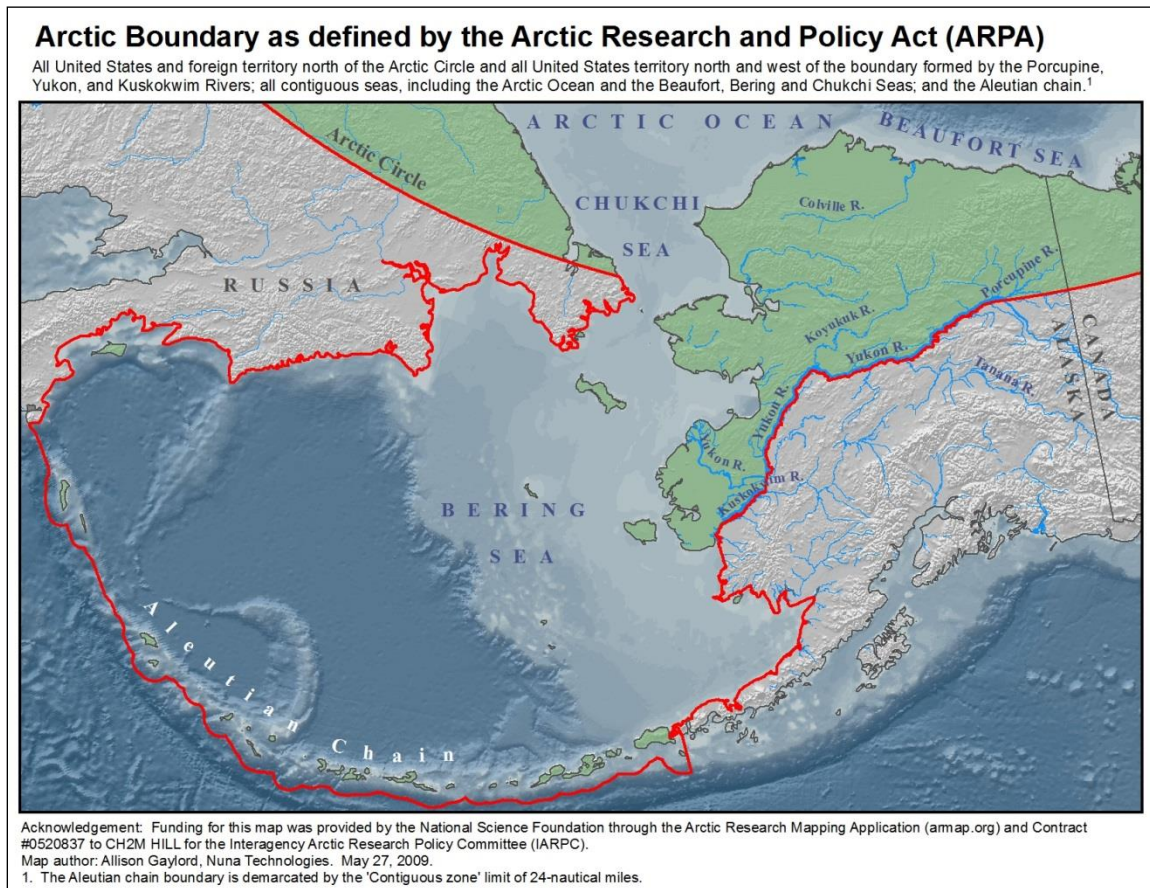 Arctic Boundary as defined by the Arctic Research and Policy Act (ARPA)
All United States and foreign territory north of the Arctic Circle and all United States territory north and west of the boundary formed by the Porcupine,
Yukon, and Kuskokwim Rivers; all contiguous seas, including the Arctic Ocean and the Beaufort, Bering and Chukchi Seas; and the Aleutian chain.¹
ARCTIC OCEAN
BEAUFORT SEA
Arctic Circle
CHUKCHI
SEA
Colville R.
RUSSIA
Porcupine R.
Koyukuk R.
Yukon R.
Tanana R.
ALASKA
CANADA
Yukon R.
Yukon R.
Kuskokwim R.
BERING
SEA
Aleutian
Chain
Acknowledgement: Funding for this map was provided by the National Science Foundation through the Arctic Research Mapping Application (armap.org) and Contract
#0520837 to CH2M HILL for the Interagency Arctic Research Policy Committee (IARPC).
Map author: Allison Gaylord, Nuna Technologies. May 27, 2009.
1. The Aleutian chain boundary is demarcated by the 'Contiguous zone' limit of 24-nautical miles.